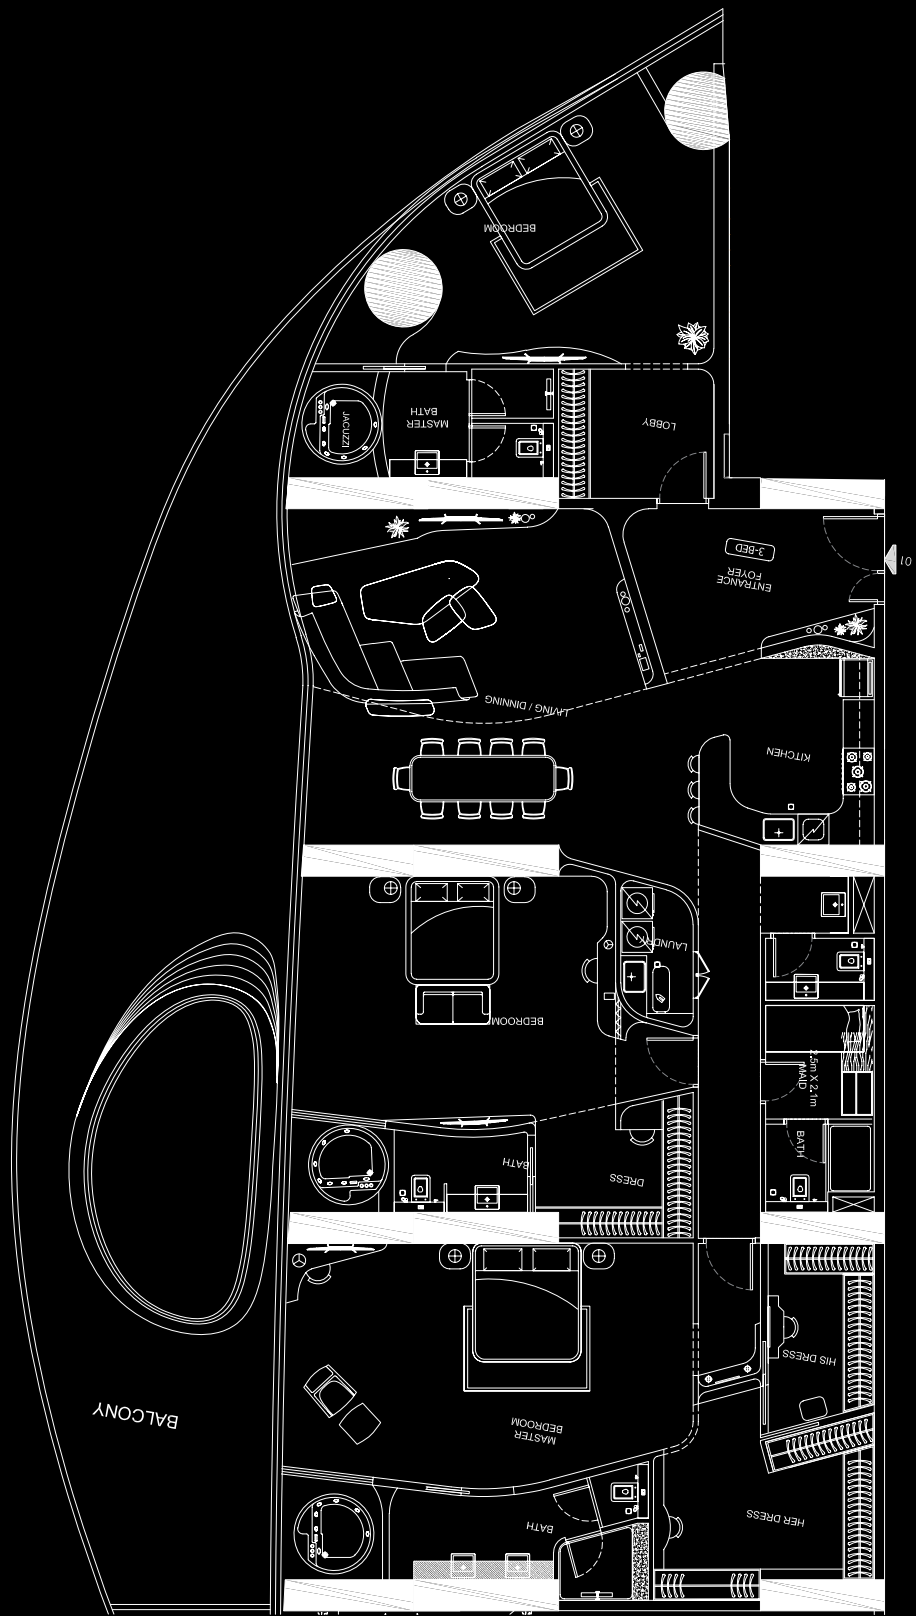 BEDROOM
JACUZZI
MASTER
BATH
LOBBY
3-BED
ENTRANCE
FOYER
01
LIVING / DINNING
KITCHEN
LAUNDRY
BEDROOM
2.5m X 2.1m
MAID
BATH
BATH
DRESS
HIS DRESS
BALCONY
MASTER
BEDROOM
HER DRESS
BATH